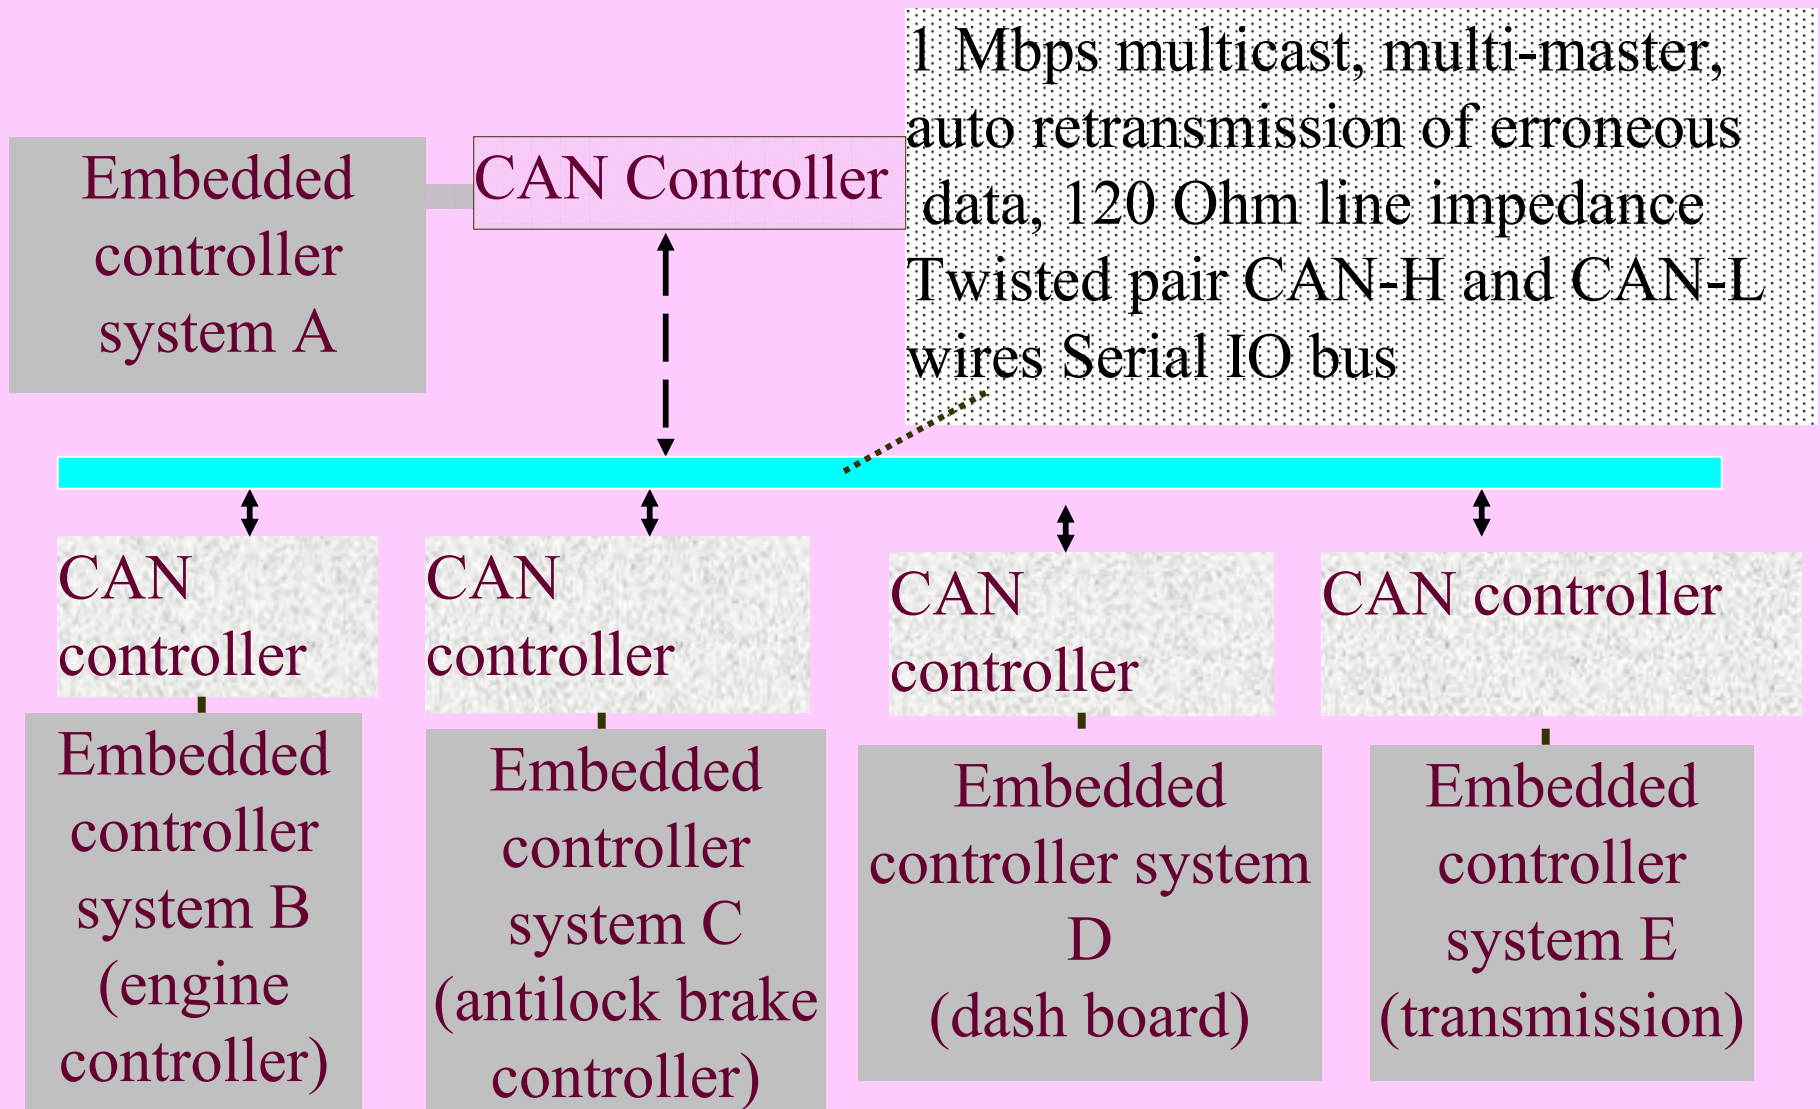 1 Mbps multicast, multi-master,
auto retransmission of erroneous
data, 120 Ohm line impedance
Twisted pair CAN-H and CAN-L
wires Serial IO bus
Embedded
controller
system A
CAN Controller
CAN
controller
CAN
controller
CAN
controller
CAN controller
Embedded
controller
system B
(engine
controller)
Embedded
controller
system C
(antilock brake
controller)
Embedded
controller system
D
(dash board)
Embedded
controller
system E
(transmission)